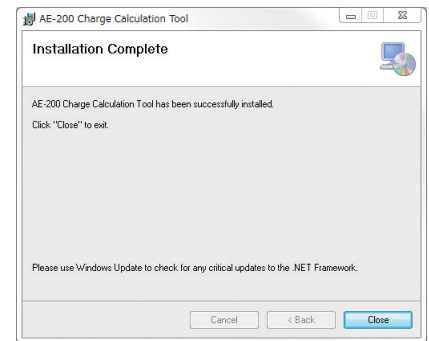 AE-200 Charge Calculation Tool
Installation Complete
AE-200 Charge Calculation Tool has been successfully installed.
Click "Close" to exit.
Please use Windows Update to check for any critical updates to the .NET Framework.
Cancel
< Back
Close